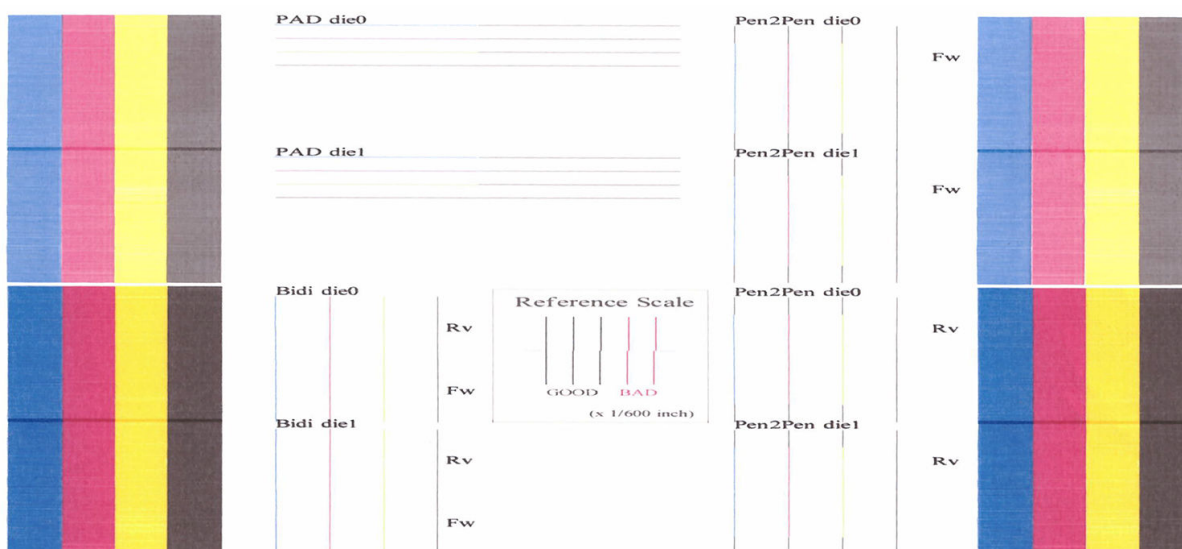 PAD die0
Pen2Pen die0
Fw
PAD die1
Pen2Pen die1
Fw
Bidi die0
Reference Scale
Pen2Pen die0
Rv
Rv
Fw
GOOD BAD
(x 1/600 inch)
Bidi die1
Pen2Pen die1
Rv
Rv
Fw